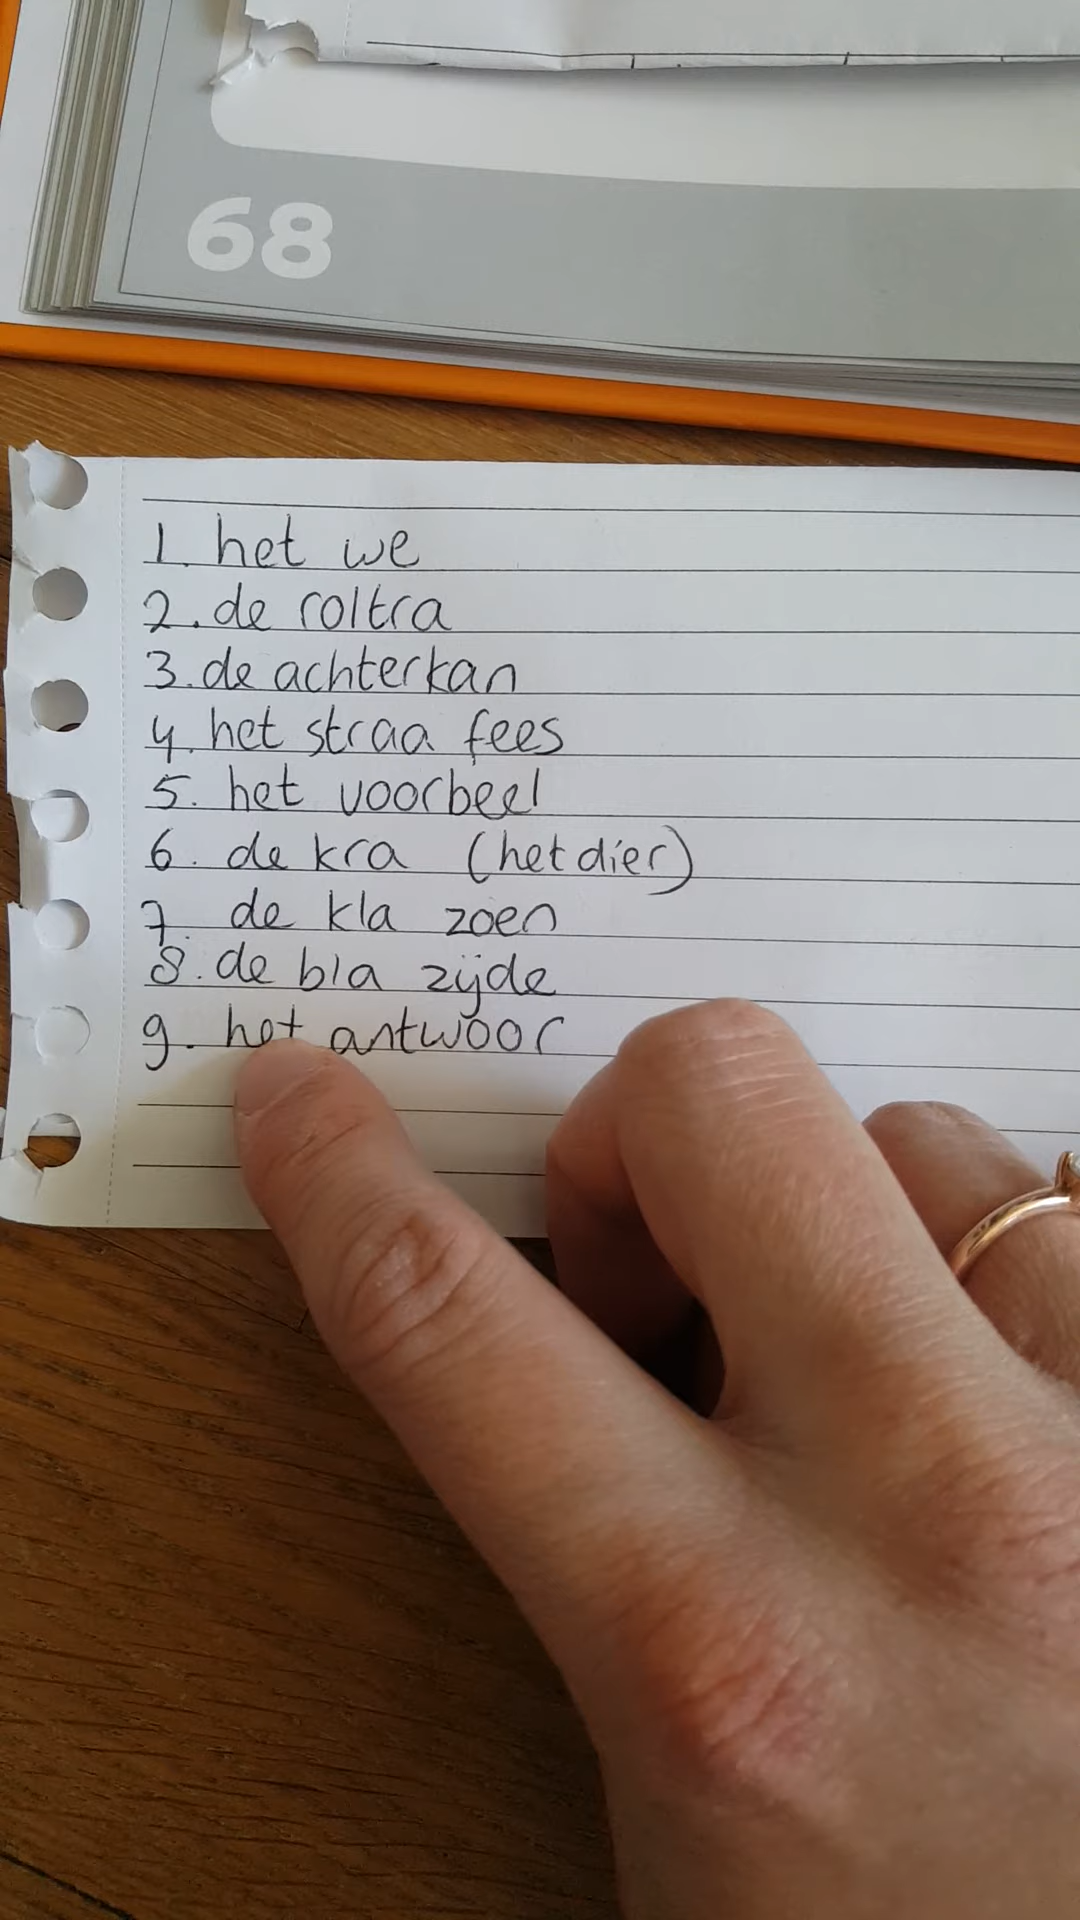 68
1. het we
2. de roltra
3. de achterkan
4. het straa fees
5. het voorbeel
6. de kra (het dier)
7. de kla zoen
8. de bla zijde
9. het antwoor